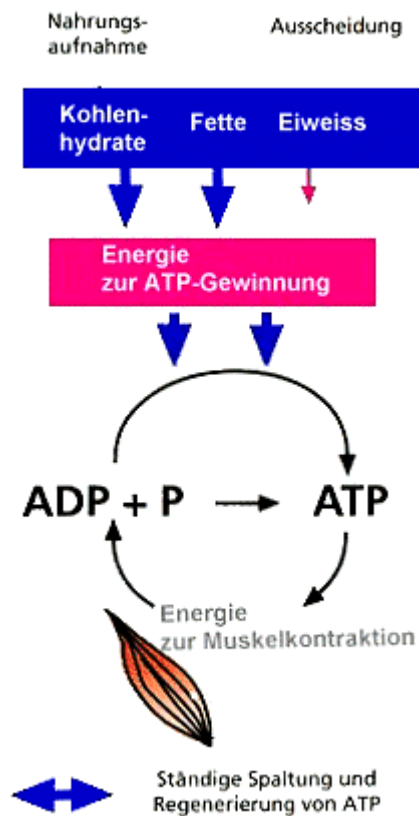 Nahrungs-
aufnahme
Ausscheidung
Kohlen-
hydrate
Fette
Eiweiss
Energie
zur ATP-Gewinnung
ADP + P
ATP
Energie
zur Muskelkontraktion
Ständige Spaltung und
Regenerierung von ATP